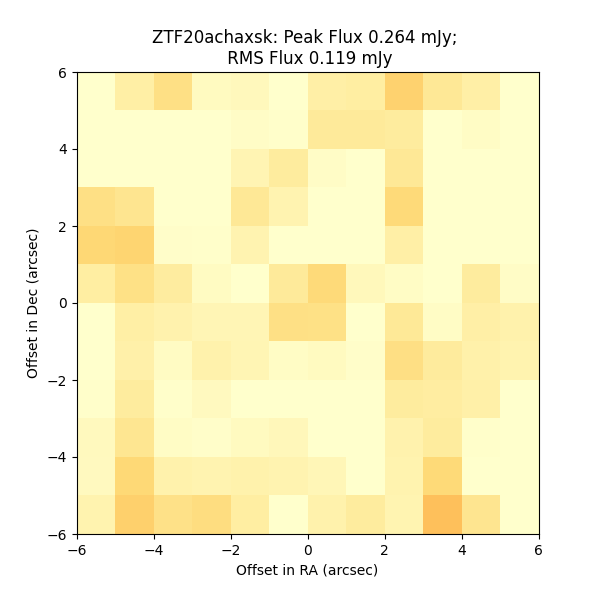 ZTF20achaxsk: Peak Flux 0.264 mJy;
RMS Flux 0.119 mJy
6
4
2
0
−2
−4
−6
Offset in Dec (arcsec)
−6 −4 −2 0 2 4 6
Offset in RA (arcsec)